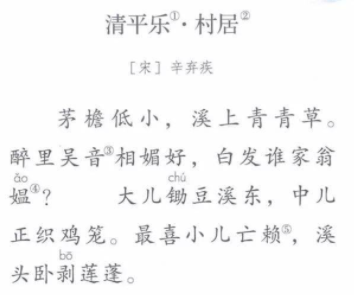 清平乐①·村居②
［宋］辛弃疾
茅檐低小，溪上青青草。
醉里吴音③相媚好，白发谁家翁
ǎo chú
媪④？ 大儿锄豆溪东，中儿
正织鸡笼。最喜小儿亡赖⑤，溪
bō
头卧剥莲蓬。